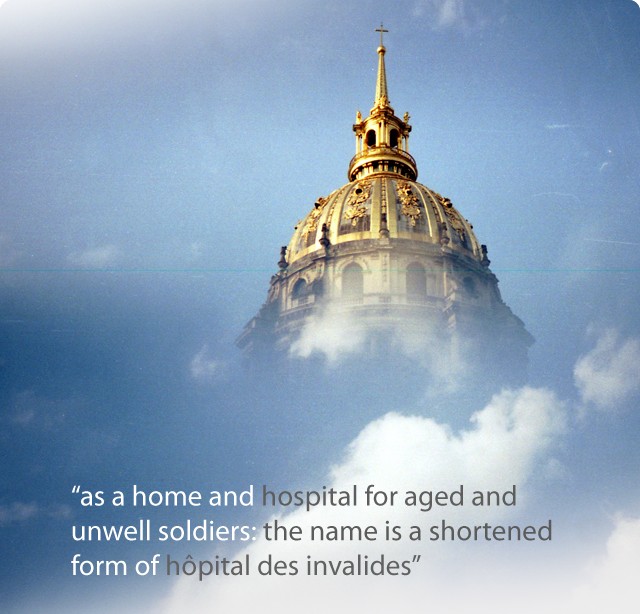 “as a home and hospital for aged and
unwell soldiers: the name is a shortened
form of hôpital des invalides”